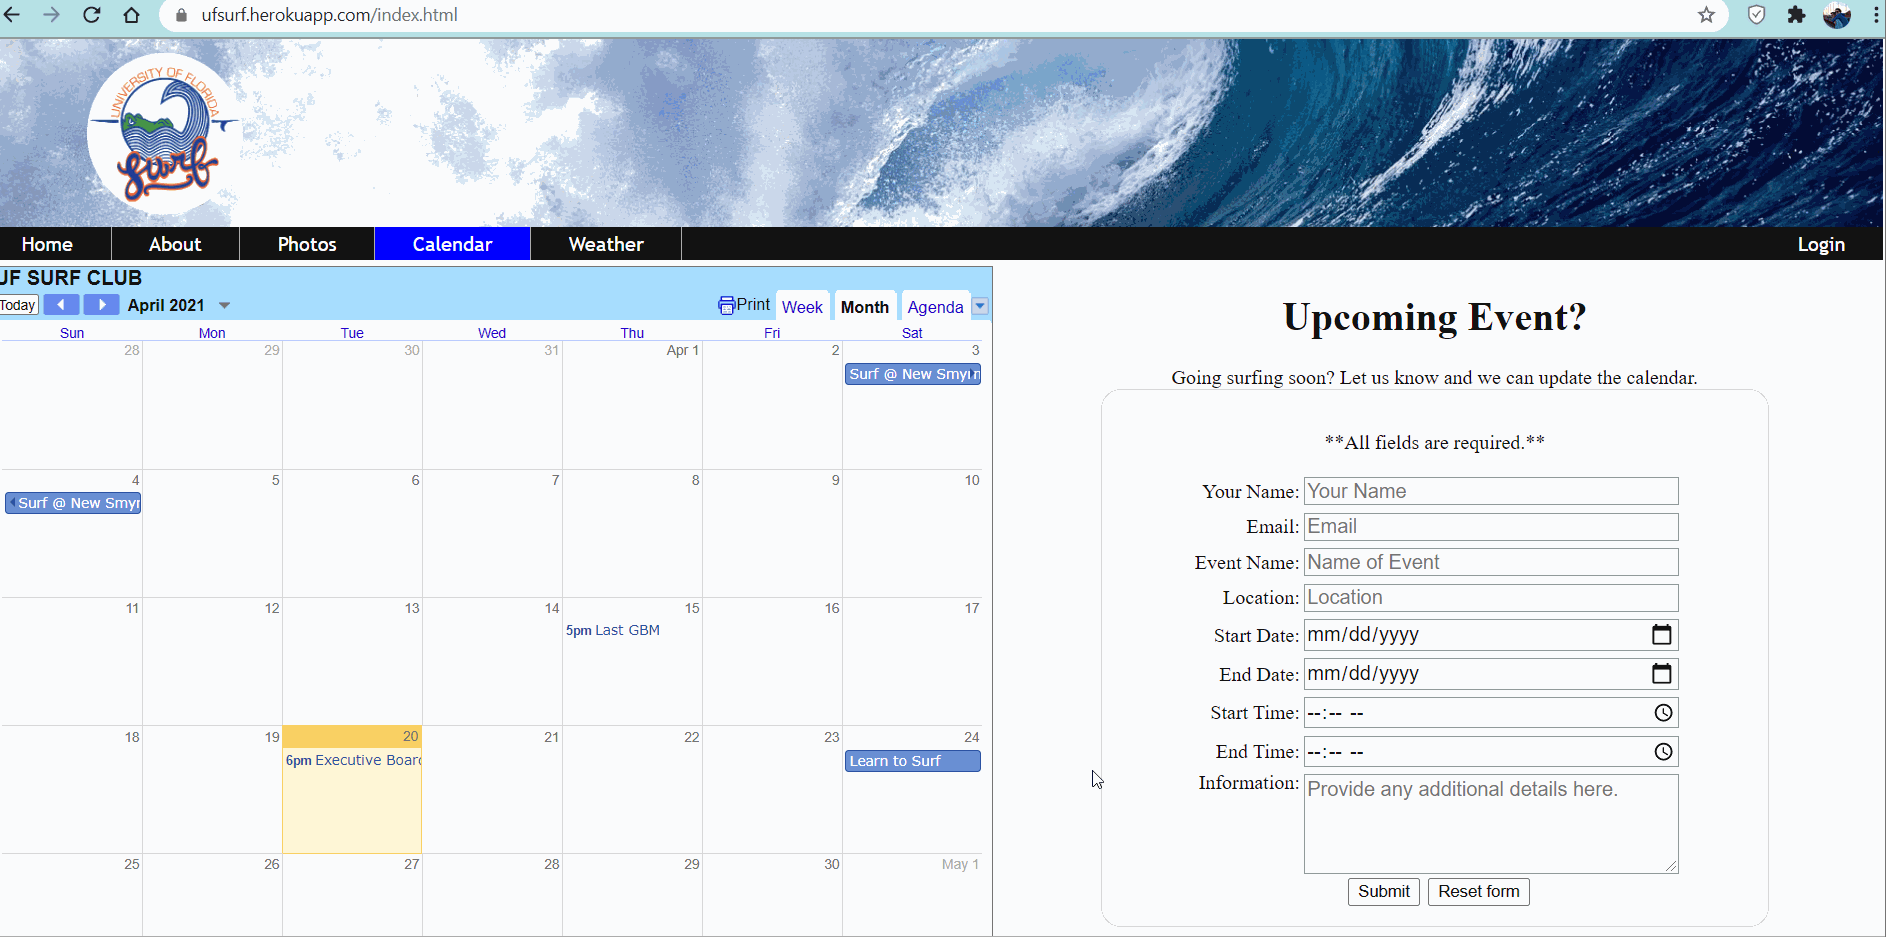 ufsurf.herokuapp.com/index.html
UNIVERSITY OF FLORIDA
surf
Home About Photos Calendar Weather Login
UF SURF CLUB
Today April 2021 Print Week Month Agenda
Sun Mon Tue Wed Thu Fri Sat
28 29 30 31 Apr 1 2 3
Surf @ New Smyrn
4 5 6 7 8 9 10
Surf @ New Smyr
11 12 13 14 15 16 17
5pm Last GBM
18 19 20 21 22 23 24
6pm Executive Board
Learn to Surf
25 26 27 28 29 30 May 1
Upcoming Event?
Going surfing soon? Let us know and we can update the calendar.
**All fields are required.**
Your Name: Your Name
Email: Email
Event Name: Name of Event
Location: Location
Start Date: mm/dd/yyyy
End Date: mm/dd/yyyy
Start Time: --:-- --
End Time: --:-- --
Information: Provide any additional details here.
Submit Reset form